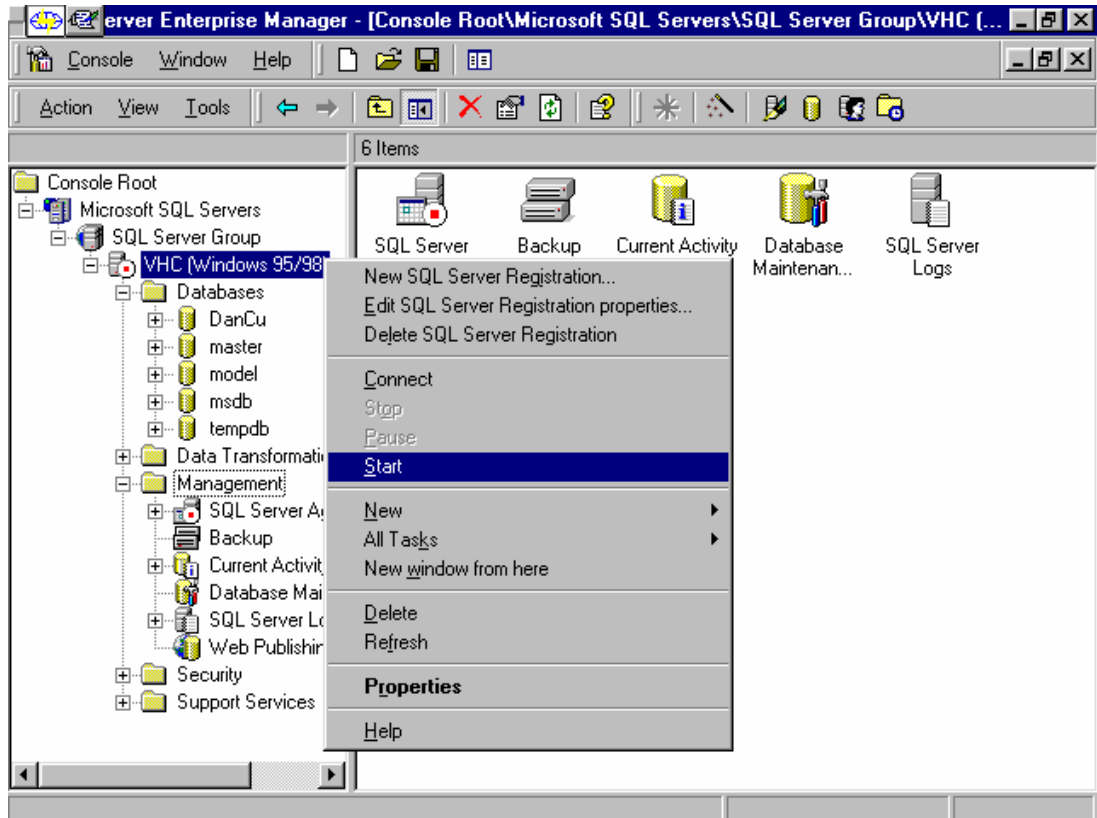 erver Enterprise Manager - [Console Root\Microsoft SQL Servers\SQL Server Group\VHC (...
Console Window Help
Action View Tools
6 Items
Console Root
Microsoft SQL Servers
SQL Server Group
VHC (Windows 95/98)
Databases
DanCu
master
model
msdb
tempdb
Data Transformati
Management
SQL Server A
Backup
Current Activit
Database Mai
SQL Server Lo
Web Publishin
Security
Support Services
SQL Server
Backup
Current Activity
Database
Maintenan...
SQL Server
Logs
New SQL Server Registration...
Edit SQL Server Registration properties...
Delete SQL Server Registration
Connect
Stop
Pause
Start
New
All Tasks
New window from here
Delete
Refresh
Properties
Help